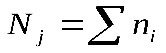 N_j = ∑ n_i